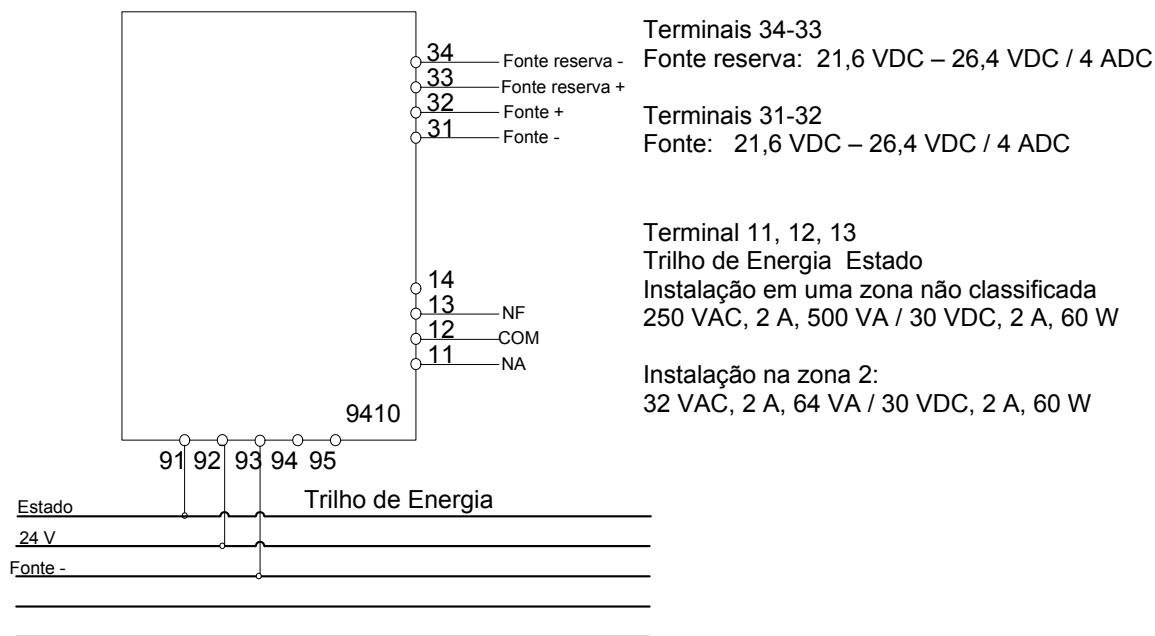 34
Fonte reserva -
33
Fonte reserva +
32
Fonte +
31
Fonte -
Terminais 34-33
Fonte reserva: 21,6 VDC – 26,4 VDC / 4 ADC
Terminais 31-32
Fonte: 21,6 VDC – 26,4 VDC / 4 ADC
14
13
NF
12
COM
11
NA
Terminal 11, 12, 13
Trilho de Energia Estado
Instalação em uma zona não classificada
250 VAC, 2 A, 500 VA / 30 VDC, 2 A, 60 W
Instalação na zona 2:
32 VAC, 2 A, 64 VA / 30 VDC, 2 A, 60 W
9410
91 92 93 94 95
Trilho de Energia
Estado
24 V
Fonte -